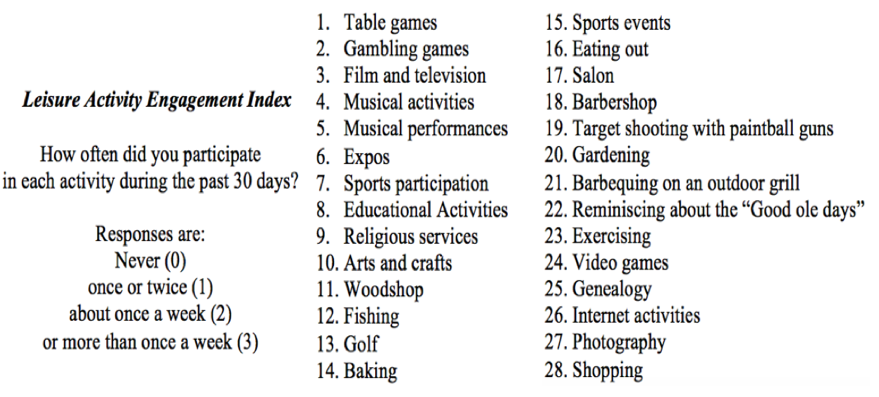 Leisure Activity Engagement Index
How often did you participate
in each activity during the past 30 days?
Responses are:
Never (0)
once or twice (1)
about once a week (2)
or more than once a week (3)
1. Table games
2. Gambling games
3. Film and television
4. Musical activities
5. Musical performances
6. Expos
7. Sports participation
8. Educational Activities
9. Religious services
10. Arts and crafts
11. Woodshop
12. Fishing
13. Golf
14. Baking
15. Sports events
16. Eating out
17. Salon
18. Barbershop
19. Target shooting with paintball guns
20. Gardening
21. Barbequing on an outdoor grill
22. Reminiscing about the “Good ole days”
23. Exercising
24. Video games
25. Genealogy
26. Internet activities
27. Photography
28. Shopping